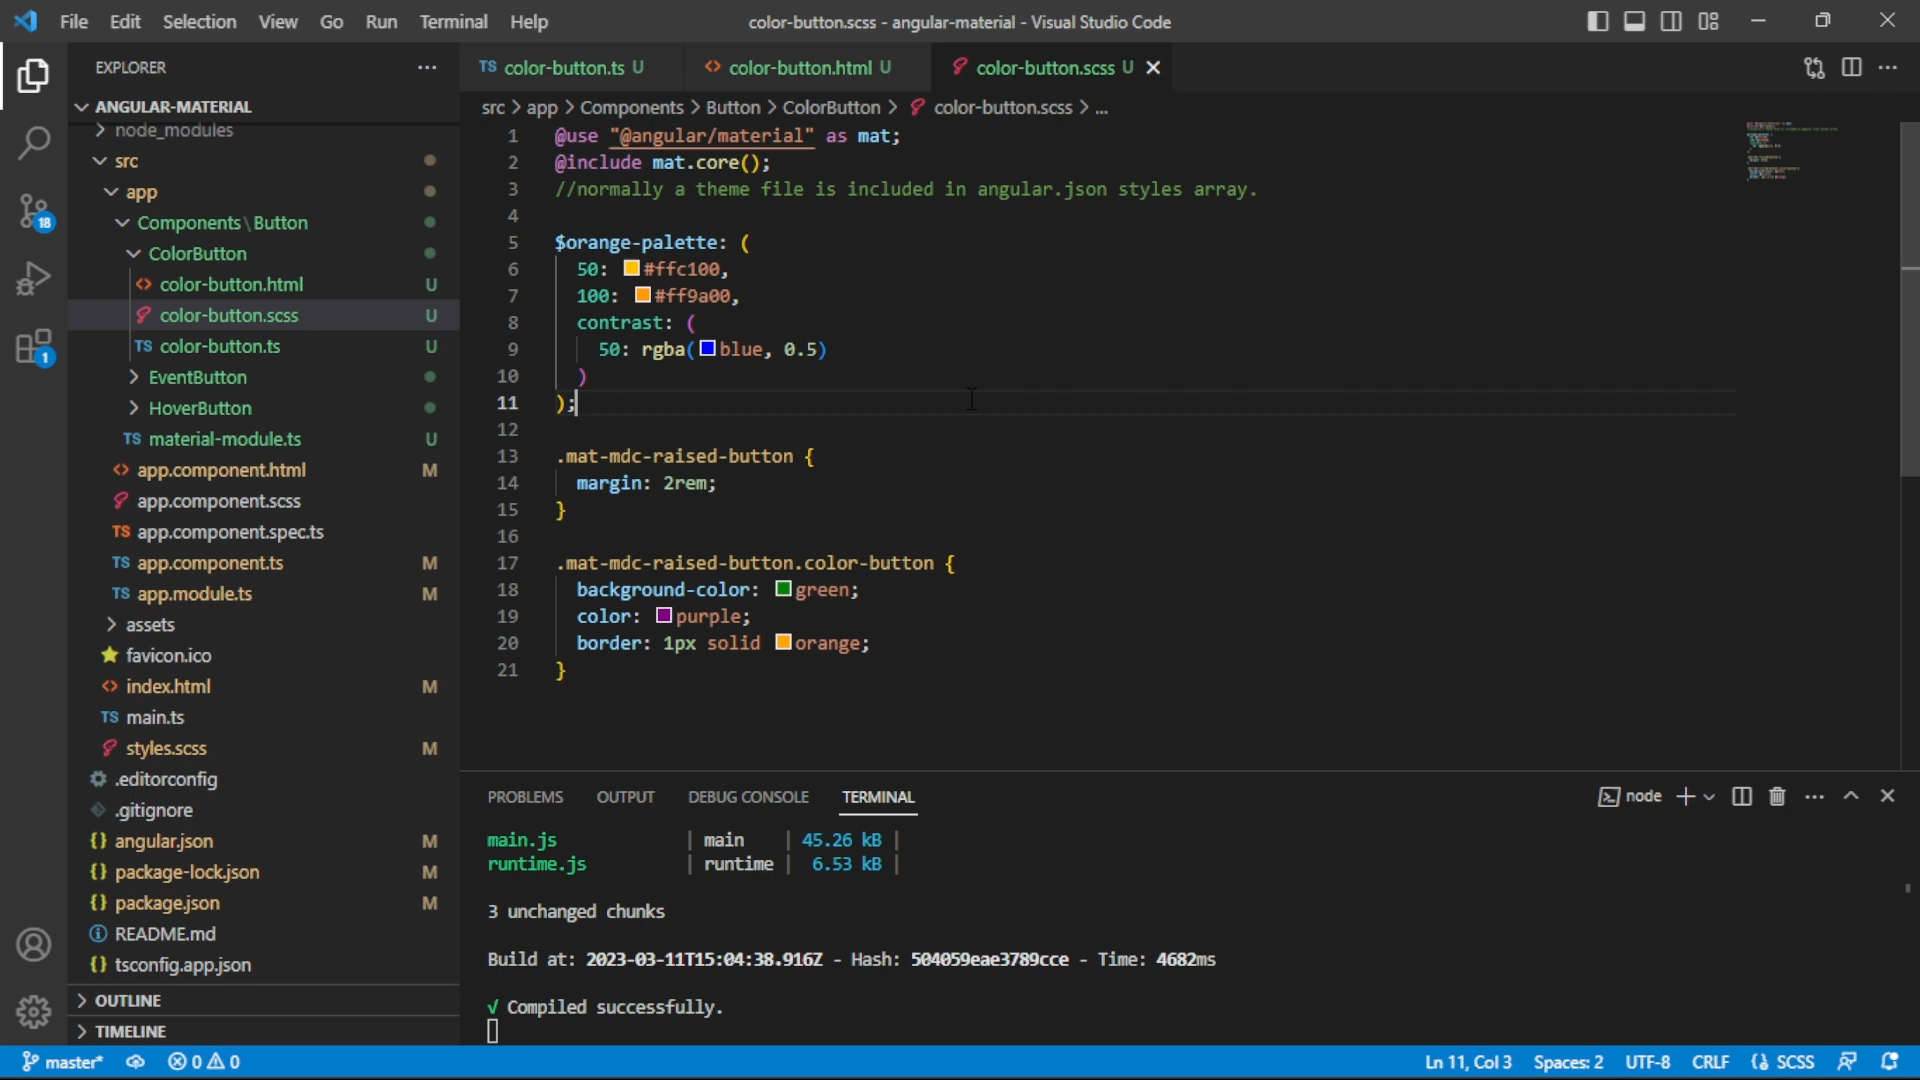 File Edit Selection View Go Run Terminal Help
color-button.scss - angular-material - Visual Studio Code
EXPLORER
ANGULAR-MATERIAL
node_modules
src
app
Components\Button
ColorButton
color-button.html U
color-button.scss U
color-button.ts U
EventButton
HoverButton
material-module.ts U
app.component.html M
app.component.scss
app.component.spec.ts
app.component.ts M
app.module.ts M
assets
favicon.ico
index.html M
main.ts
styles.scss M
.editorconfig
.gitignore
angular.json M
package-lock.json M
package.json M
README.md
tsconfig.app.json
OUTLINE
TIMELINE
18
1
TS color-button.ts U
<> color-button.html U
color-button.scss U
src > app > Components > Button > ColorButton > color-button.scss > ...
1 @use "@angular/material" as mat;
2 @include mat.core();
3 //normally a theme file is included in angular.json styles array.
4
5 $orange-palette: (
6 50: #ffc100,
7 100: #ff9a00,
8 contrast: (
9 50: rgba(blue, 0.5)
10 )
11 );
12
13 .mat-mdc-raised-button {
14 margin: 2rem;
15 }
16
17 .mat-mdc-raised-button.color-button {
18 background-color: green;
19 color: purple;
20 border: 1px solid orange;
21 }
PROBLEMS OUTPUT DEBUG CONSOLE TERMINAL
node
main.js | main | 45.26 kB |
runtime.js | runtime | 6.53 kB |
3 unchanged chunks
Build at: 2023-03-11T15:04:38.916Z - Hash: 504059eae3789cce - Time: 4682ms
√ Compiled successfully.
master* 0 0
Ln 11, Col 3 Spaces: 2 UTF-8 CRLF {} SCSS